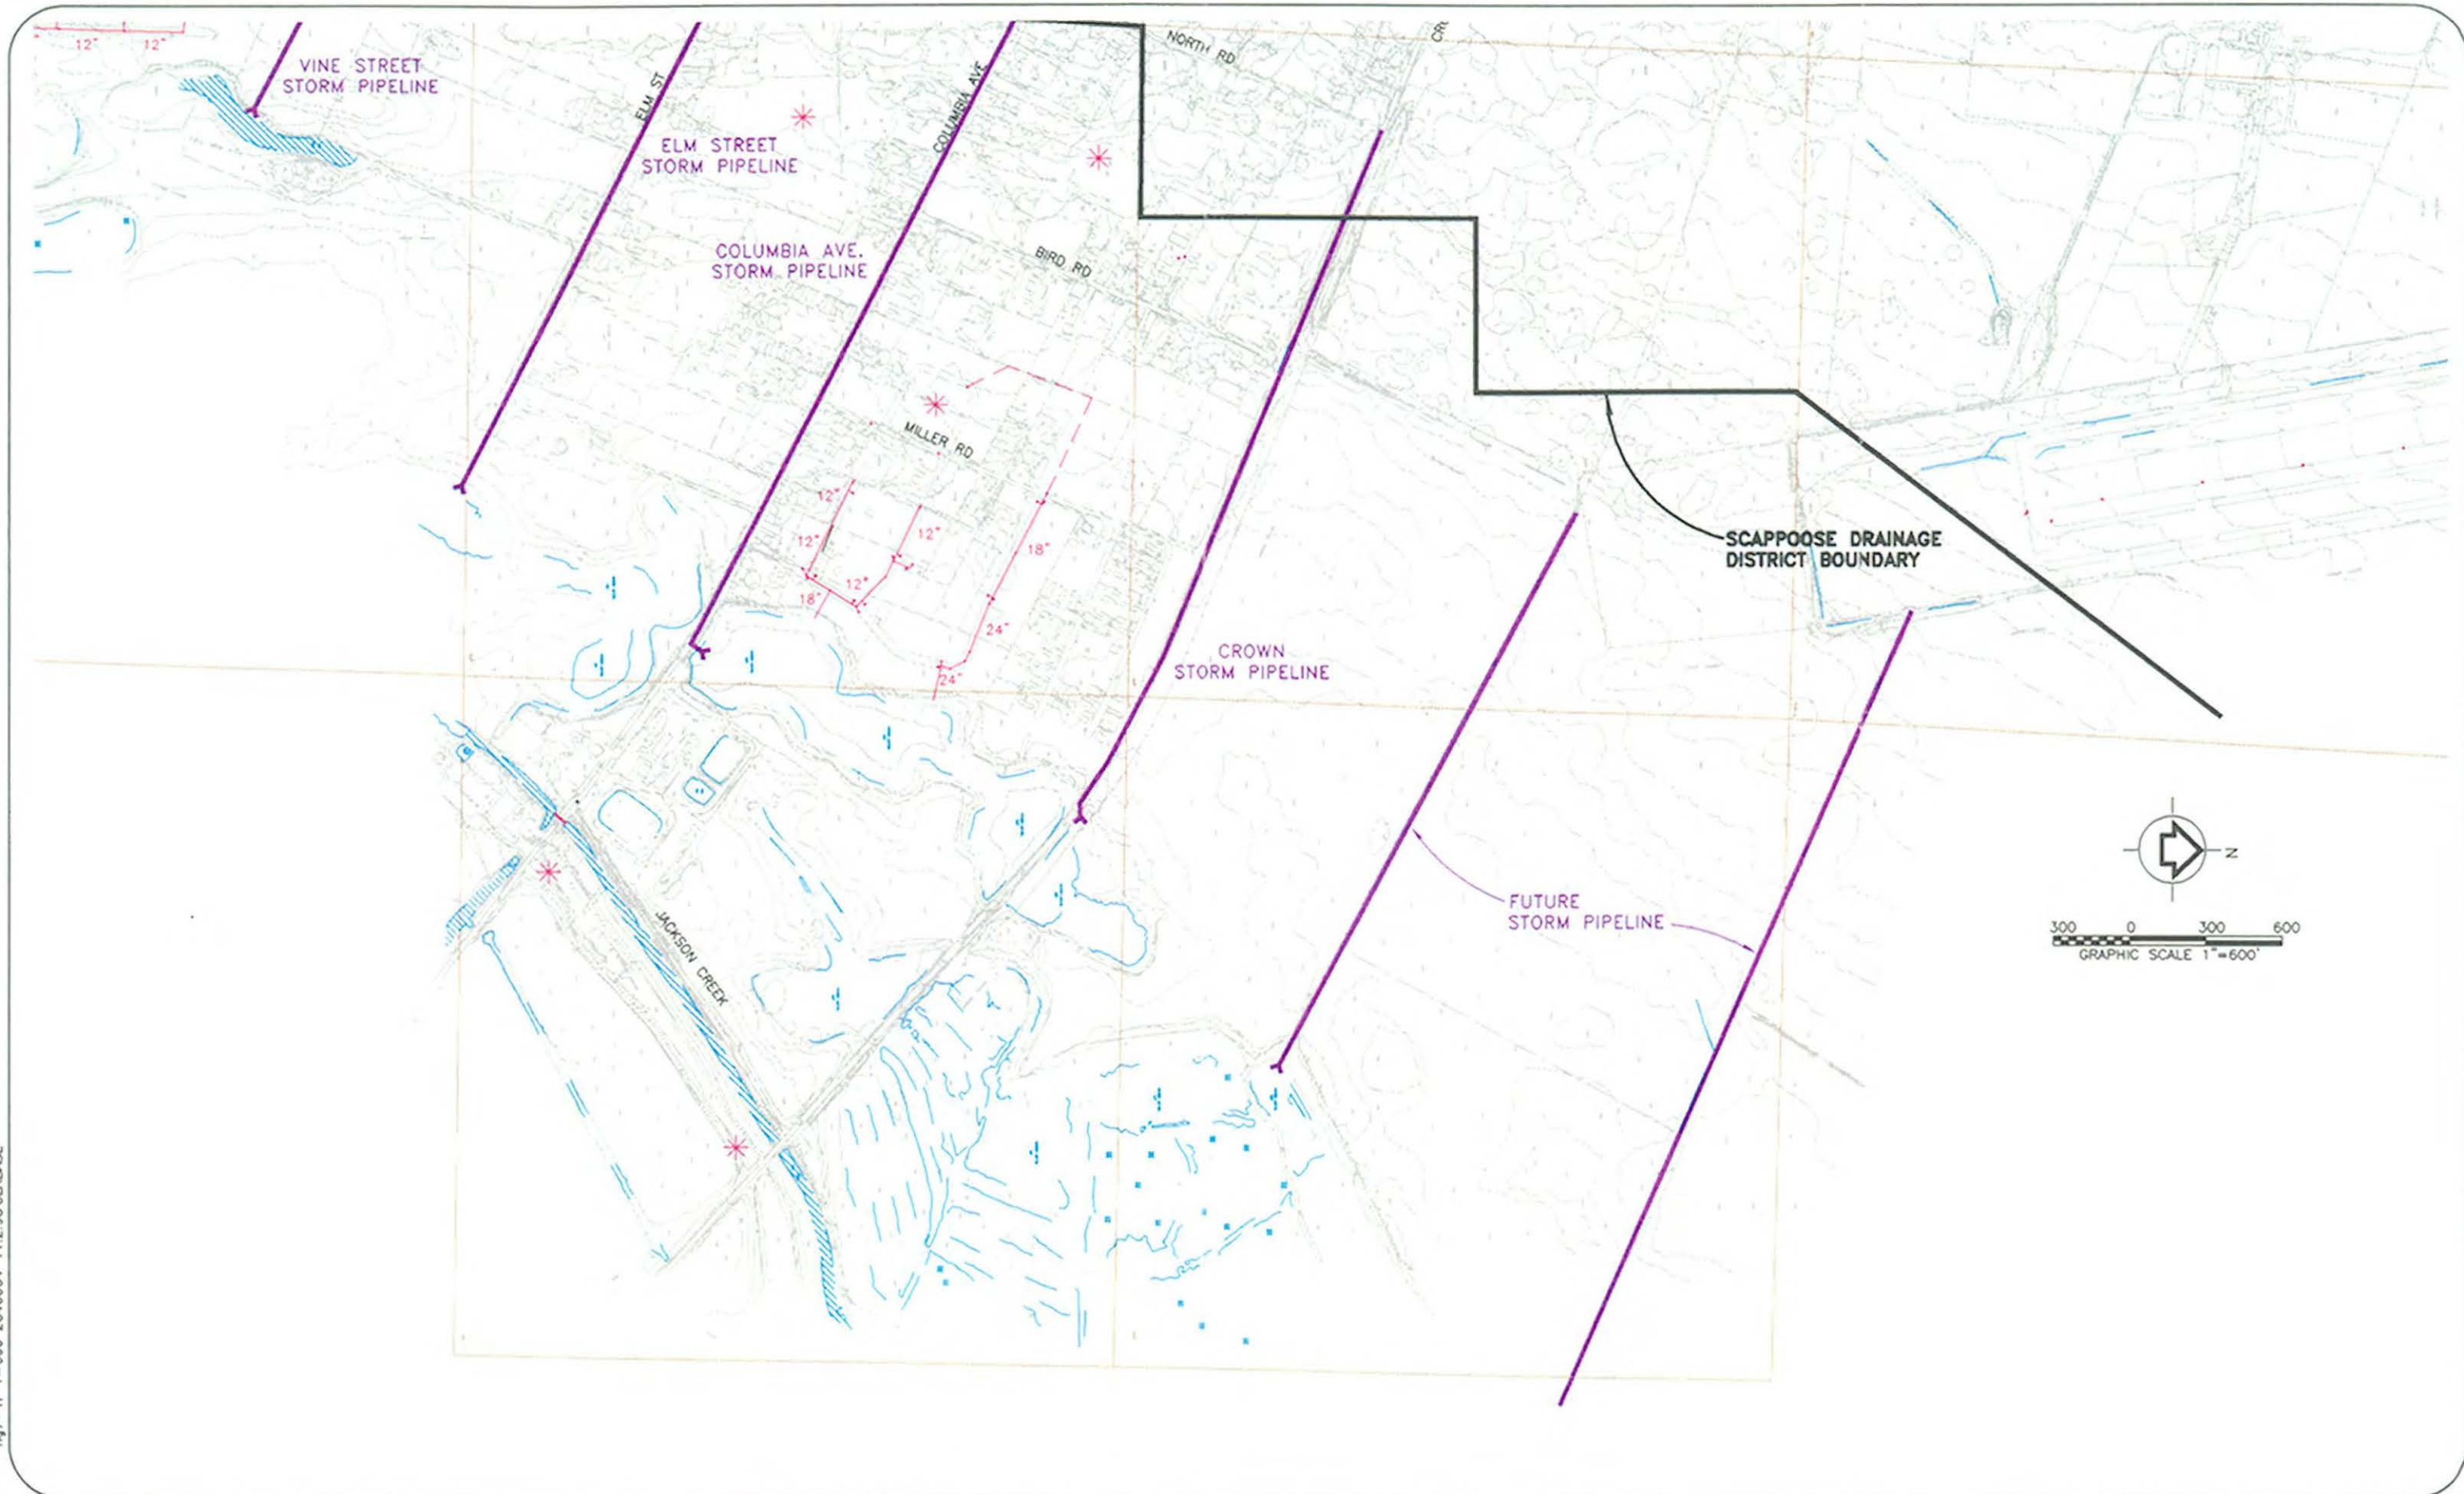 12"
12"
VINE STREET
STORM PIPELINE
ELM ST
COLUMBIA AVE
NORTH RD
ELM STREET
STORM PIPELINE
COLUMBIA AVE.
STORM PIPELINE
BIRD RD
MILLER RD
12"
12"
12"
12"
18"
18"
24"
24"
SCAPPOOSE DRAINAGE
DISTRICT BOUNDARY
CROWN
STORM PIPELINE
JACKSON CREEK
FUTURE
STORM PIPELINE
N
300 0 300 600
GRAPHIC SCALE 1"=600'